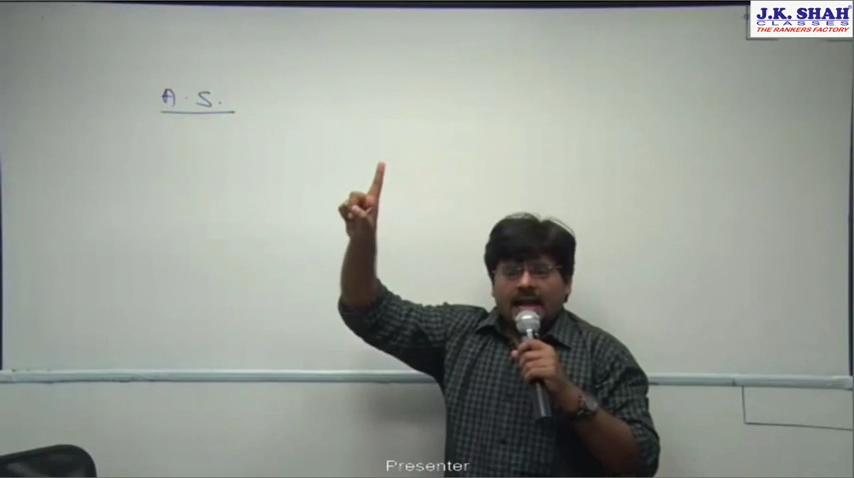 J.K. SHAH®
CLASSES
THE RANKERS FACTORY
A. S.
Presenter